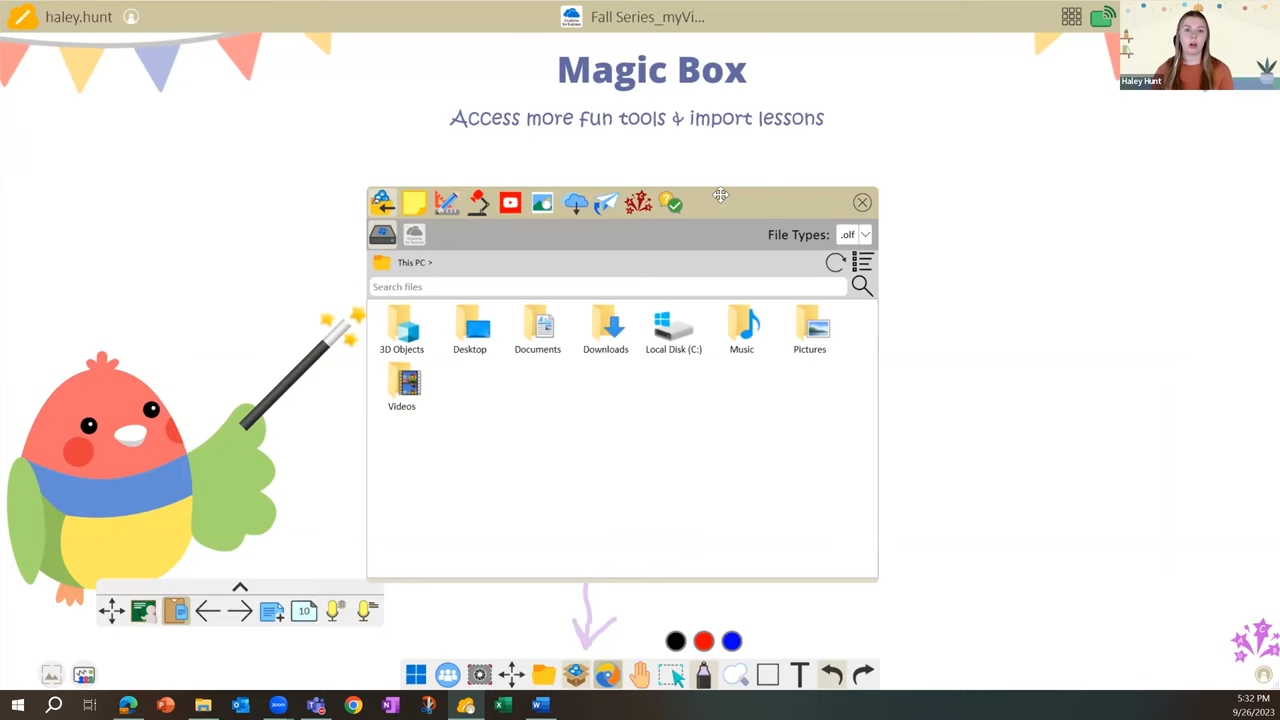 haley.hunt
Fall Series_myVi...
Haley Hunt
Magic Box
Access more fun tools & import lessons
File Types: .olf
This PC >
Search files
3D Objects
Desktop
Documents
Downloads
Local Disk (C:)
Music
Pictures
Videos
10
T
5:32 PM
9/26/2023